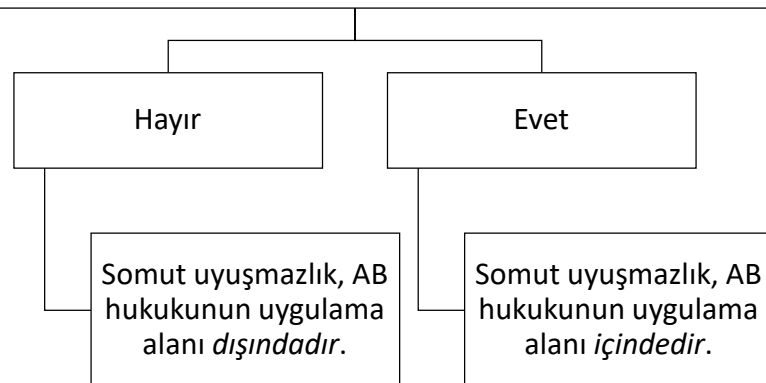 Hayır
Evet
Somut uyuşmazlık, AB
hukukunun uygulama
alanı dışındadır.
Somut uyuşmazlık, AB
hukukunun uygulama
alanı içindedir.